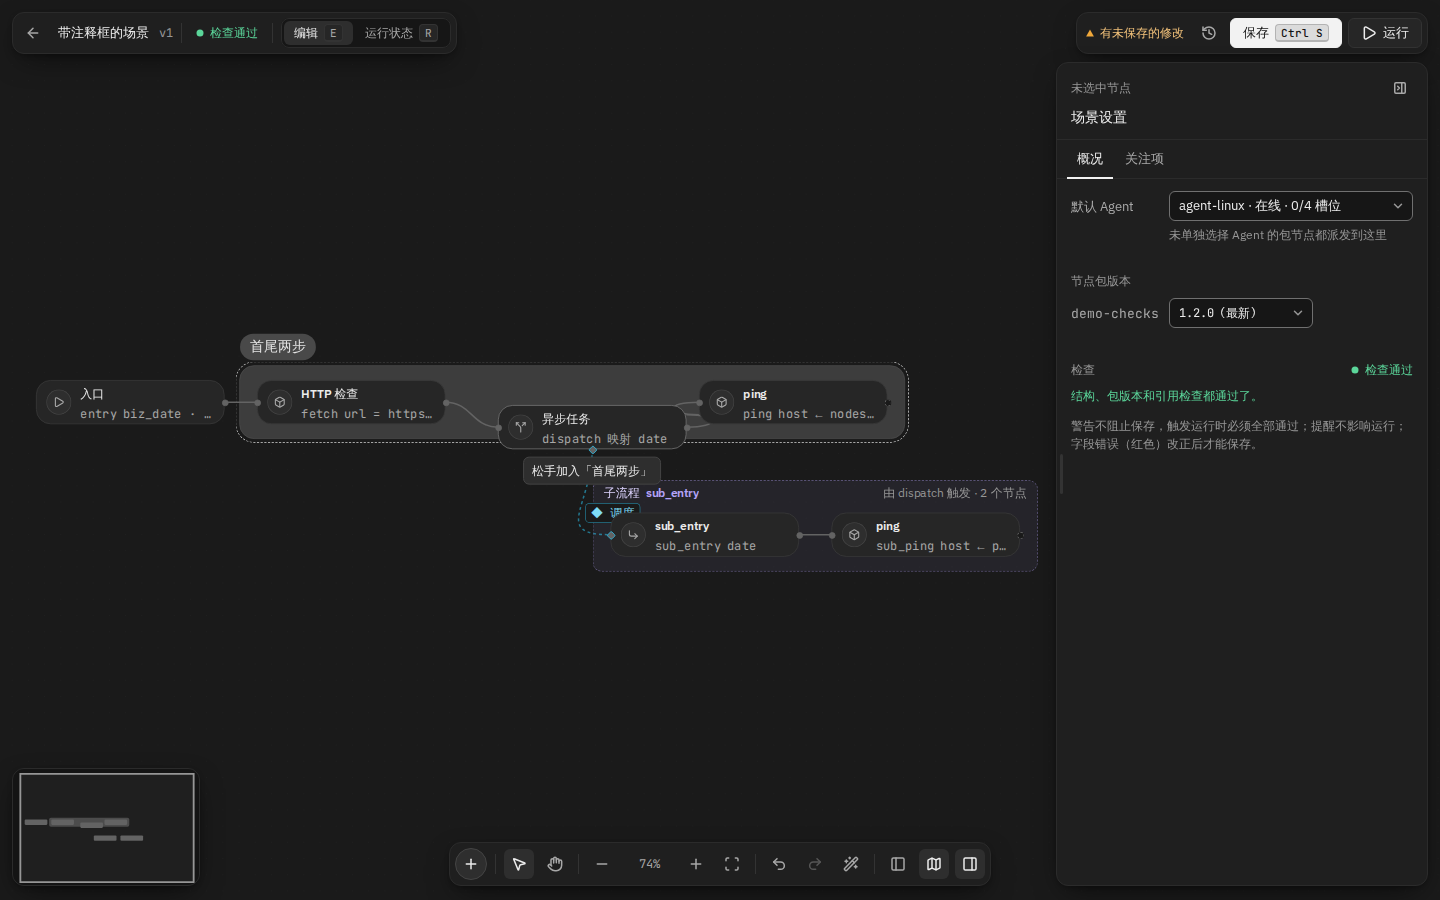 带注释框的场景 v1 检查通过 编辑 E 运行状态 R
有未保存的修改 保存 Ctrl S 运行
未选中节点
场景设置
概况 关注项
默认 Agent agent-linux · 在线 · 0/4 槽位
未单独选择 Agent 的包节点都派发到这里
节点包版本
demo-checks 1.2.0 (最新)
检查 检查通过
结构、包版本和引用检查都通过了。
警告不阻止保存，触发运行时必须全部通过；提醒不影响运行；
字段错误（红色）改正后才能保存。
首尾两步
入口
entry biz_date · …
HTTP 检查
fetch url = https…
异步任务
dispatch 映射 date
ping
ping host ← nodes…
松手加入「首尾两步」
子流程 sub_entry 由 dispatch 触发 · 2 个节点
调度
sub_entry
sub_entry date
ping
sub_ping host ← p…
74%